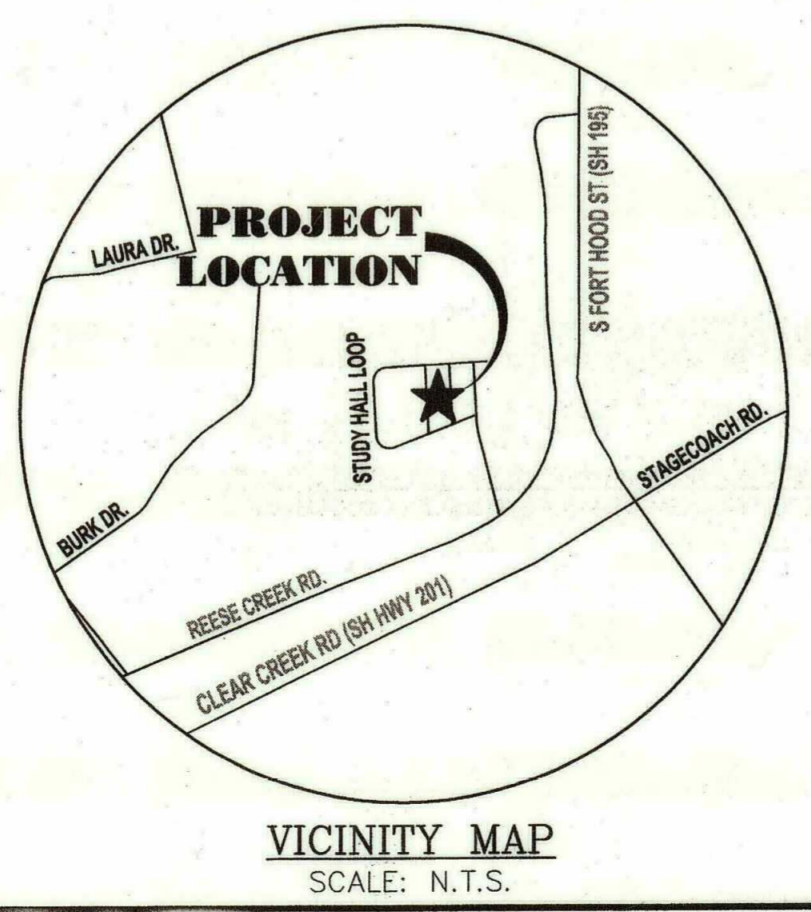 S FORT HOOD ST (SH 195)
PROJECT
LOCATION
LAURA DR.
STUDY HALL LOOP
STAGECOACH RD.
BURK DR.
REESE CREEK RD.
CLEAR CREEK RD (SH HWY 201)
VICINITY MAP
SCALE: N.T.S.